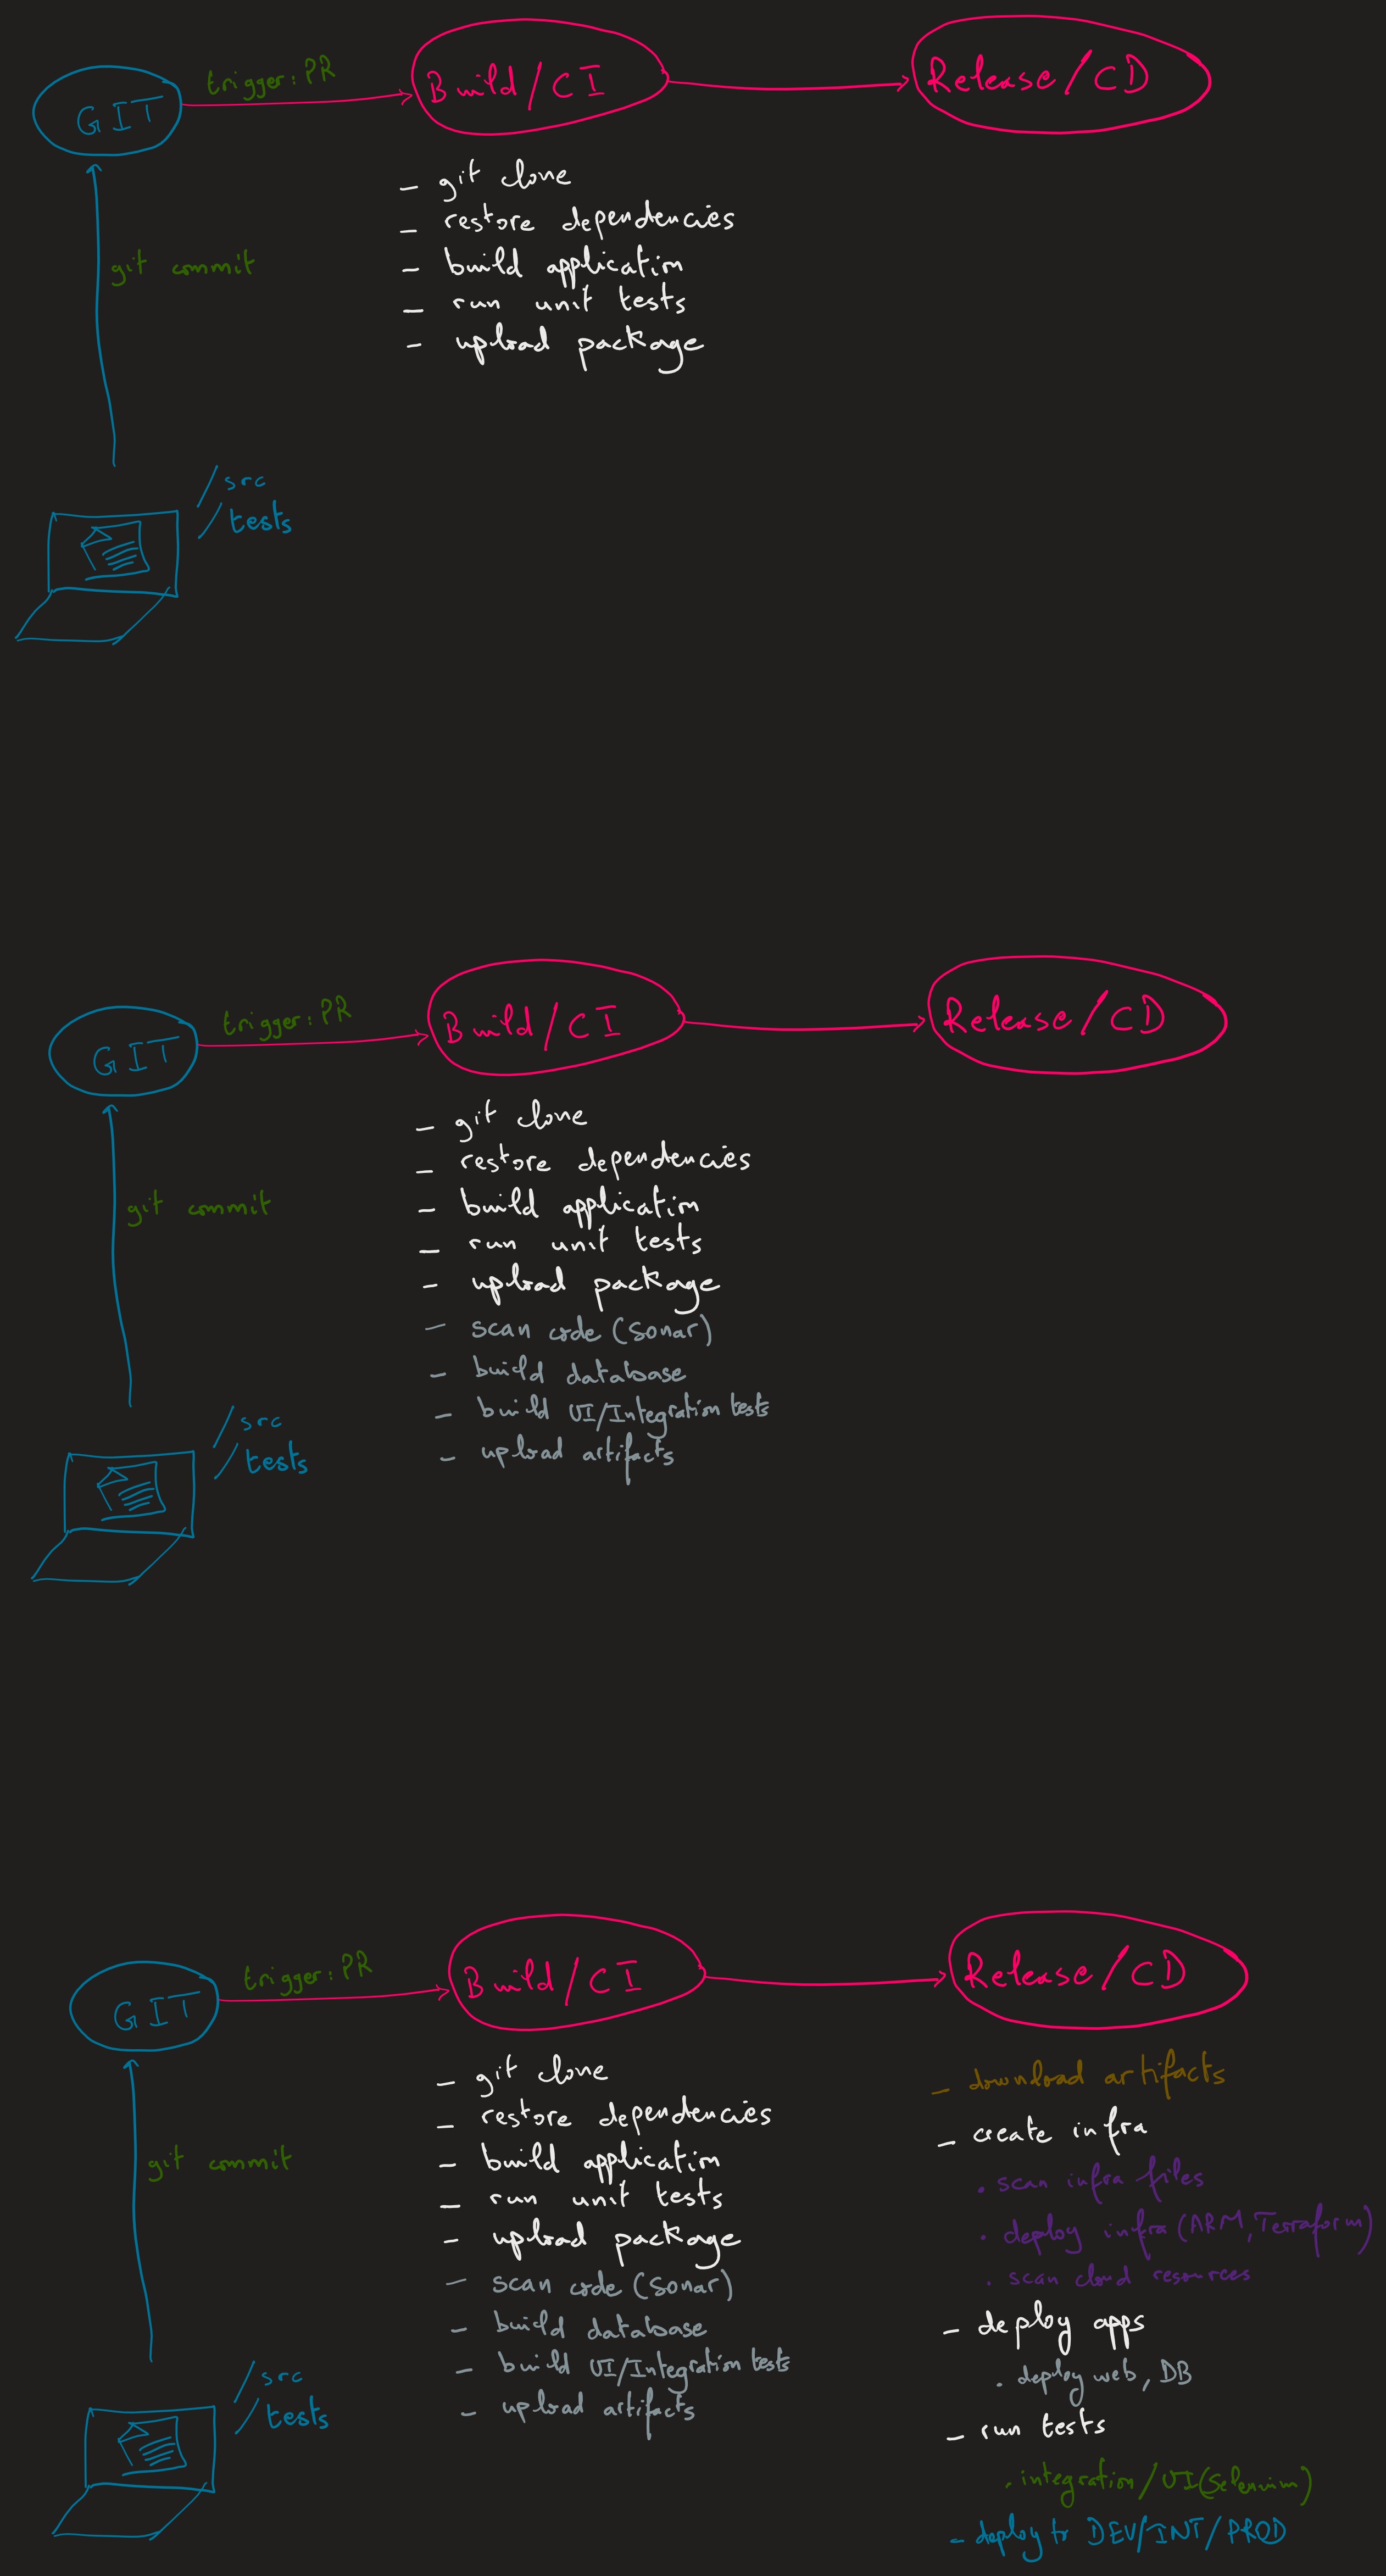 trigger: PR
Build/CI
Release/CD
GIT
- git clone
- restore dependencies
git commit
- build application
- run unit tests
- upload package
/src
/tests
trigger: PR
Build/CI
Release/CD
GIT
- git clone
- restore dependencies
git commit
- build application
- run unit tests
- upload package
- scan code (Sonar)
- build database
- build UI/Integration tests
/src
- upload artifacts
/tests
trigger: PR
Build/CI
Release/CD
GIT
- git clone
- restore dependencies
git commit
- build application
- run unit tests
- upload package
- scan code (Sonar)
- build database
- build UI/Integration tests
/src
- upload artifacts
/tests
- download artifacts
- create infra
. scan infra files
. deploy infra (ARM, Terraform)
. scan cloud resources
- deploy apps
. deploy web, DB
- run tests
. integration/UI (Selenium)
- deploy to DEV/INT/PROD